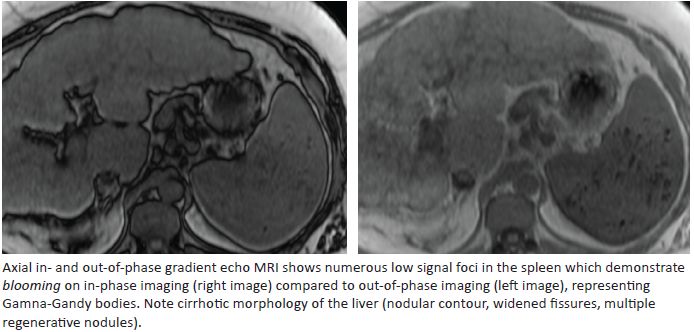 Axial in- and out-of-phase gradient echo MRI shows numerous low signal foci in the spleen which demonstrate
blooming on in-phase imaging (right image) compared to out-of-phase imaging (left image), representing
Gamna-Gandy bodies. Note cirrhotic morphology of the liver (nodular contour, widened fissures, multiple
regenerative nodules).